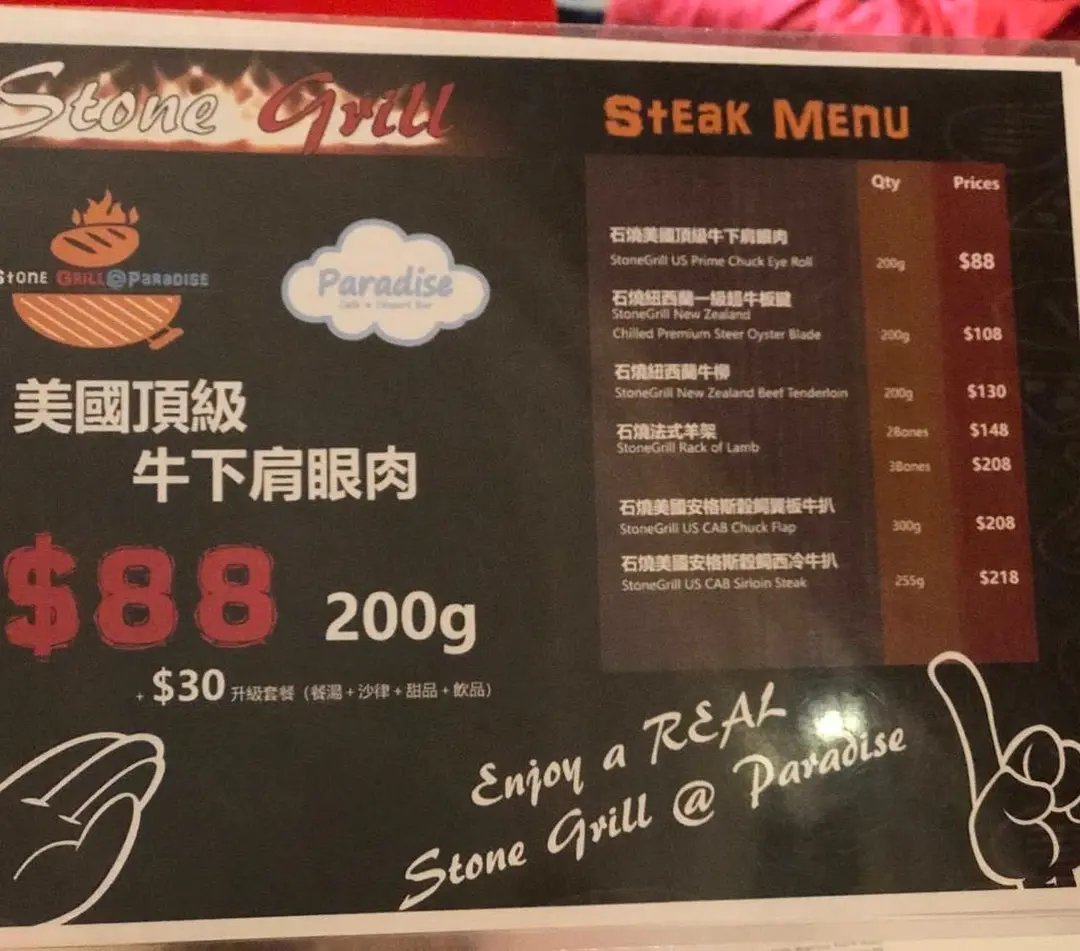 Stone Grill
STONE GRILL@PARADISE
Paradise
美國頂級
牛下肩眼肉
$88 200g
+ $30 升級套餐（餐湯+沙律+甜品+飲品）
STEAK MENU
Qty Prices
石燒美國頂級牛下肩眼肉
StoneGrill US Prime Chuck Eye Roll 200g $88
石燒紐西蘭一級超牛板腱
StoneGrill New Zealand
Chilled Premium Steer Oyster Blade 200g $108
石燒紐西蘭牛柳
StoneGrill New Zealand Beef Tenderloin 200g $130
石燒法式羊架 2Bones $148
StoneGrill Rack of Lamb
3Bones $208
石燒美國安格斯穀飼翼板牛扒
StoneGrill US CAB Chuck Flap 300g $208
石燒美國安格斯穀飼西冷牛扒
StoneGrill US CAB Sirloin Steak 255g $218
Enjoy a REAL
Stone Grill @ Paradise